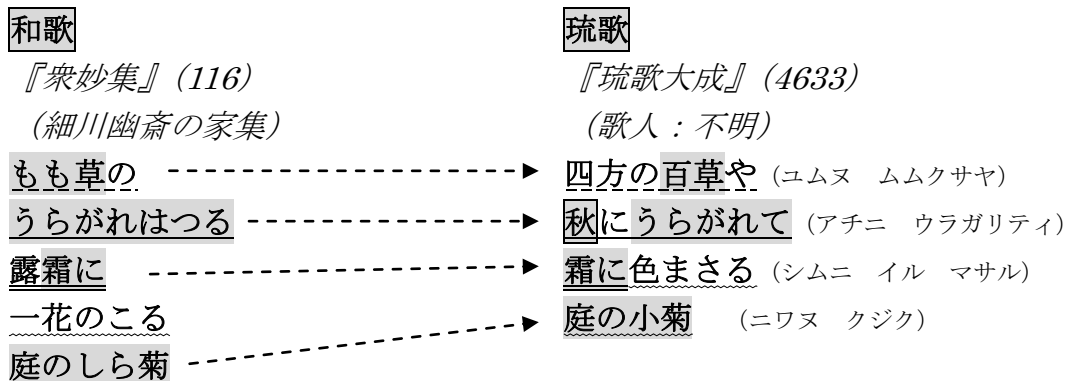 和歌
『衆妙集』（116）
（細川幽斎の家集）
もも草の
うらがれはつる
露霜に
一花のこる
庭のしら菊
琉歌
『琉歌大成』（4633）
（歌人：不明）
四方の百草や（ユムヌ　ムムクサヤ）
秋にうらがれて（アチニ　ウラガリティ）
霜に色まさる（シムニ　イル　マサル）
庭の小菊　（ニワヌ　クジク）